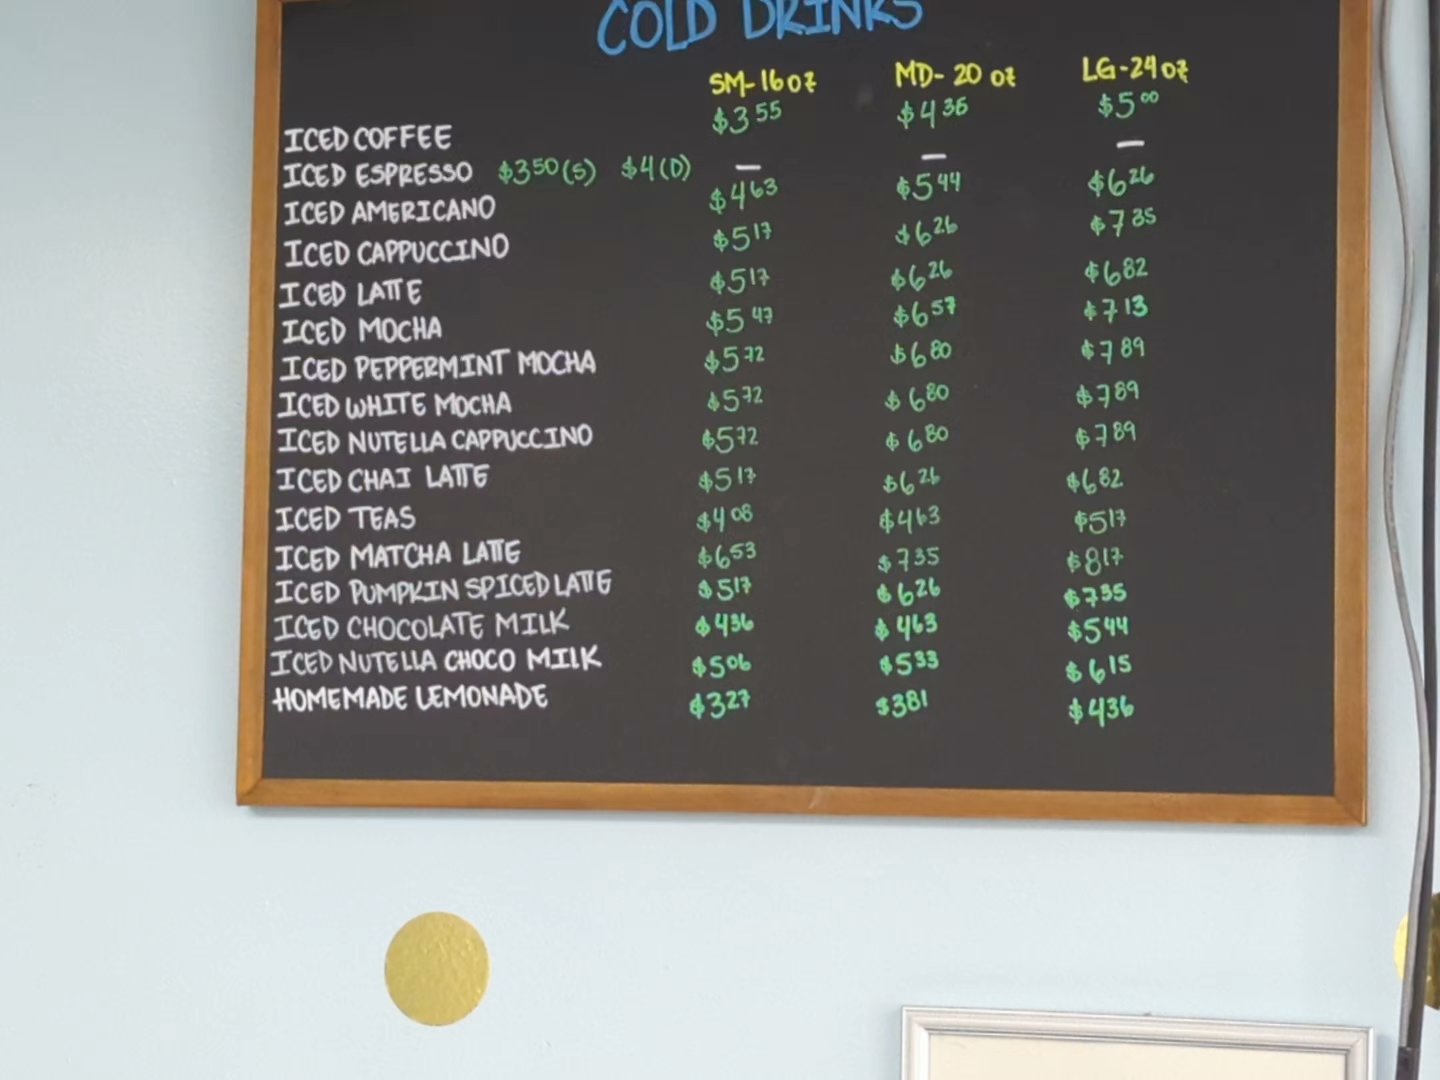 COLD DRINKS
SM-16oz MD-20 oz LG-24oz
ICED COFFEE $3.55 $4.36 $5.00
ICED ESPRESSO $3.50(S) $4(D) — — —
ICED AMERICANO $4.63 $5.44 $6.26
ICED CAPPUCCINO $5.17 $6.26 $7.35
ICED LATTE $5.17 $6.26 $6.82
ICED MOCHA $5.47 $6.57 $7.13
ICED PEPPERMINT MOCHA $5.72 $6.80 $7.89
ICED WHITE MOCHA $5.72 $6.80 $7.89
ICED NUTELLA CAPPUCCINO $5.72 $6.80 $7.89
ICED CHAI LATTE $5.17 $6.26 $6.82
ICED TEAS $4.08 $4.63 $5.17
ICED MATCHA LATTE $6.53 $7.35 $8.17
ICED PUMPKIN SPICED LATTE $5.17 $6.26 $7.35
ICED CHOCOLATE MILK $4.36 $4.63 $5.44
ICED NUTELLA CHOCO MILK $5.06 $5.33 $6.15
HOMEMADE LEMONADE $3.27 $3.81 $4.36